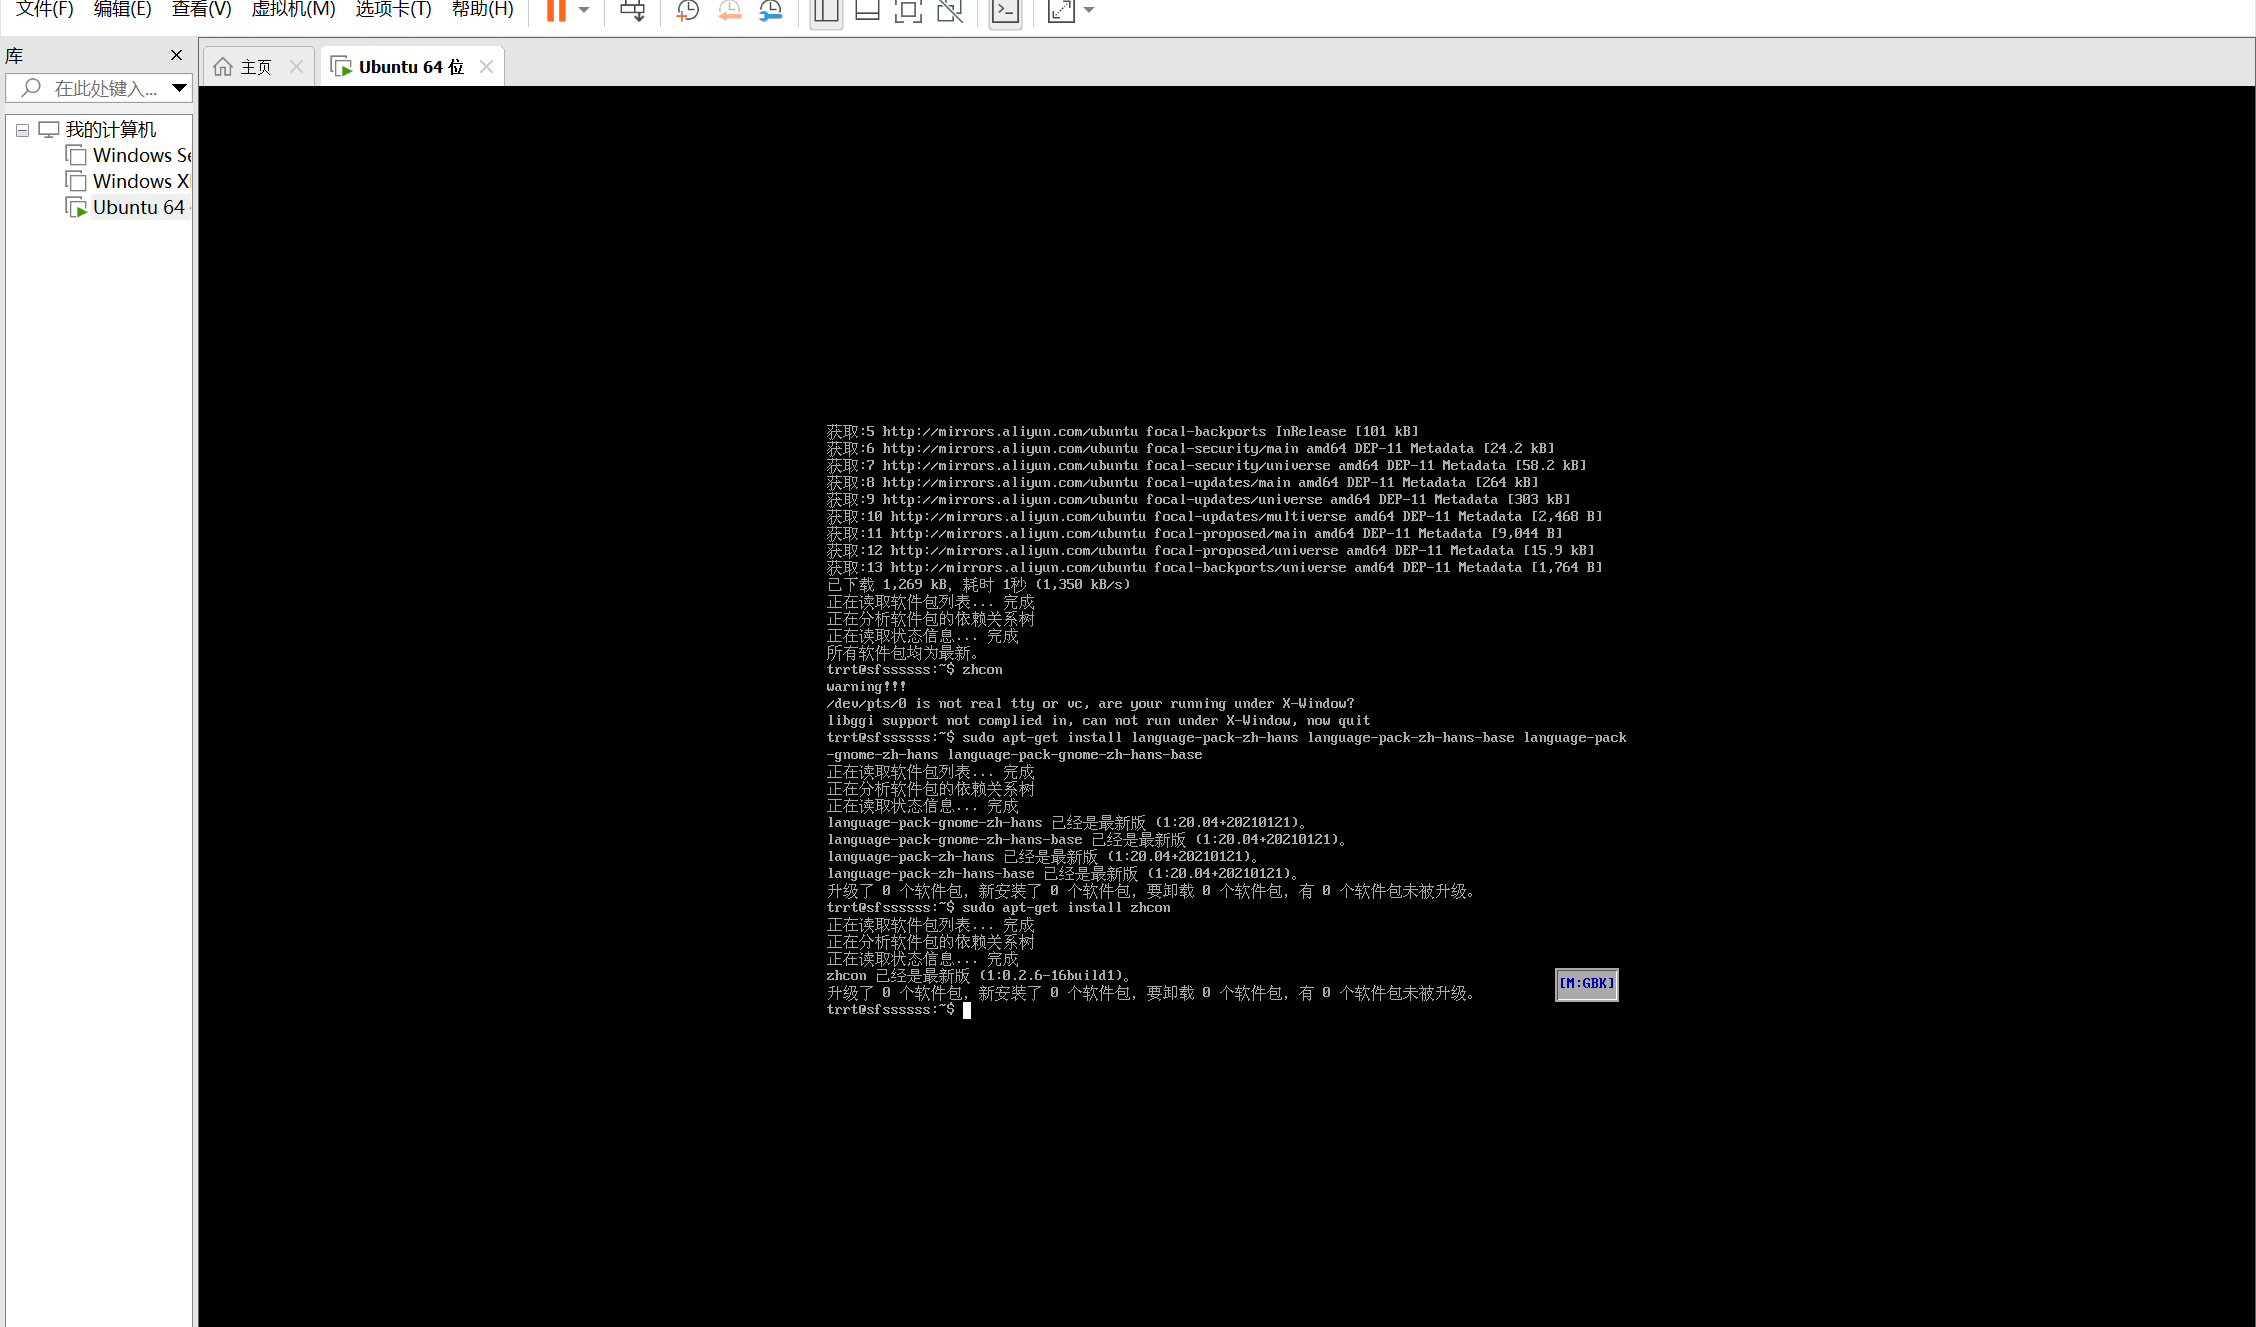 文件(F) 编辑(E) 查看(V) 虚拟机(M) 选项卡(T) 帮助(H)
库
在此处键入...
我的计算机
Windows Se
Windows X
Ubuntu 64
主页
Ubuntu 64 位
获取:5 http://mirrors.aliyun.com/ubuntu focal-backports InRelease [101 kB]
获取:6 http://mirrors.aliyun.com/ubuntu focal-security/main amd64 DEP-11 Metadata [24.2 kB]
获取:7 http://mirrors.aliyun.com/ubuntu focal-security/universe amd64 DEP-11 Metadata [58.2 kB]
获取:8 http://mirrors.aliyun.com/ubuntu focal-updates/main amd64 DEP-11 Metadata [264 kB]
获取:9 http://mirrors.aliyun.com/ubuntu focal-updates/universe amd64 DEP-11 Metadata [303 kB]
获取:10 http://mirrors.aliyun.com/ubuntu focal-updates/multiverse amd64 DEP-11 Metadata [2,468 B]
获取:11 http://mirrors.aliyun.com/ubuntu focal-proposed/main amd64 DEP-11 Metadata [9,044 B]
获取:12 http://mirrors.aliyun.com/ubuntu focal-proposed/universe amd64 DEP-11 Metadata [15.9 kB]
获取:13 http://mirrors.aliyun.com/ubuntu focal-backports/universe amd64 DEP-11 Metadata [1,764 B]
已下载 1,269 kB, 耗时 1秒 (1,350 kB/s)
正在读取软件包列表... 完成
正在分析软件包的依赖关系树
正在读取状态信息... 完成
所有软件包均为最新。
trrt@sfssssss:~$ zhcon
warning!!!
/dev/pts/0 is not real tty or vc, are your running under X-Window?
libggi support not complied in, can not run under X-Window, now quit
trrt@sfssssss:~$ sudo apt-get install language-pack-zh-hans language-pack-zh-hans-base language-pack
-gnome-zh-hans language-pack-gnome-zh-hans-base
正在读取软件包列表... 完成
正在分析软件包的依赖关系树
正在读取状态信息... 完成
language-pack-gnome-zh-hans 已经是最新版 (1:20.04+20210121)。
language-pack-gnome-zh-hans-base 已经是最新版 (1:20.04+20210121)。
language-pack-zh-hans 已经是最新版 (1:20.04+20210121)。
language-pack-zh-hans-base 已经是最新版 (1:20.04+20210121)。
升级了 0 个软件包，新安装了 0 个软件包，要卸载 0 个软件包，有 0 个软件包未被升级。
trrt@sfssssss:~$ sudo apt-get install zhcon
正在读取软件包列表... 完成
正在分析软件包的依赖关系树
正在读取状态信息... 完成
zhcon 已经是最新版 (1:0.2.6-16build1)。
升级了 0 个软件包，新安装了 0 个软件包，要卸载 0 个软件包，有 0 个软件包未被升级。
trrt@sfssssss:~$
[M:GBK]